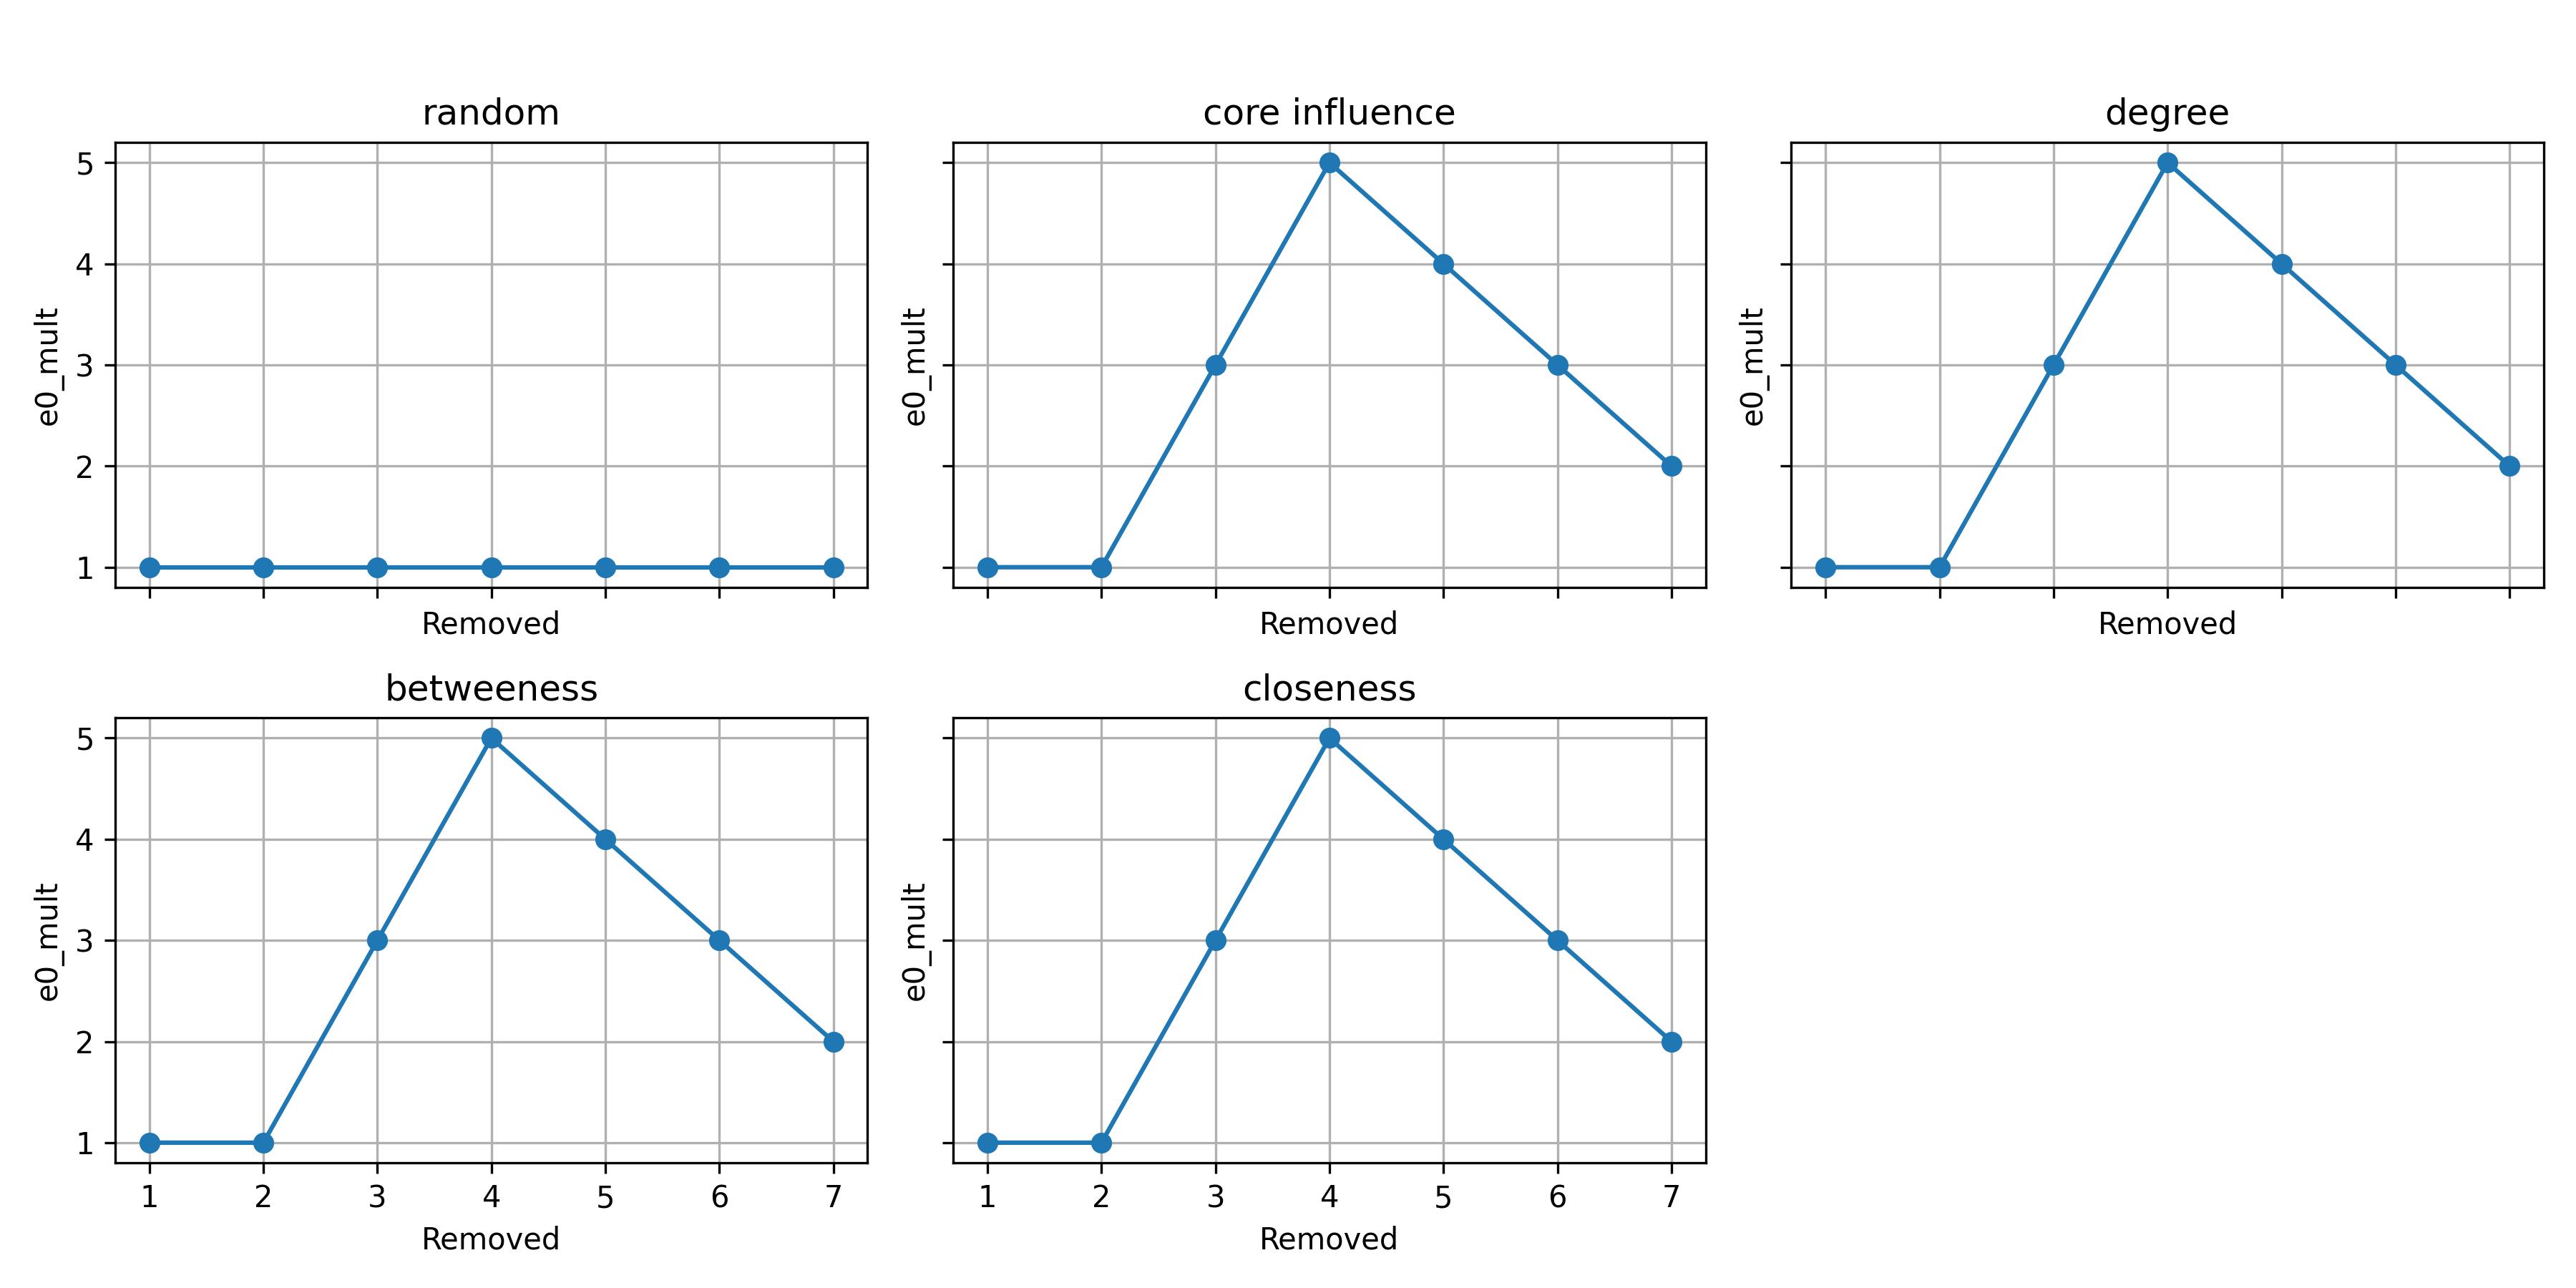 random
core influence
degree
5
4
3
2
1
e0_mult
e0_mult
e0_mult
Removed
Removed
Removed
betweeness
closeness
5
4
3
2
1
e0_mult
e0_mult
1 2 3 4 5 6 7
1 2 3 4 5 6 7
Removed
Removed